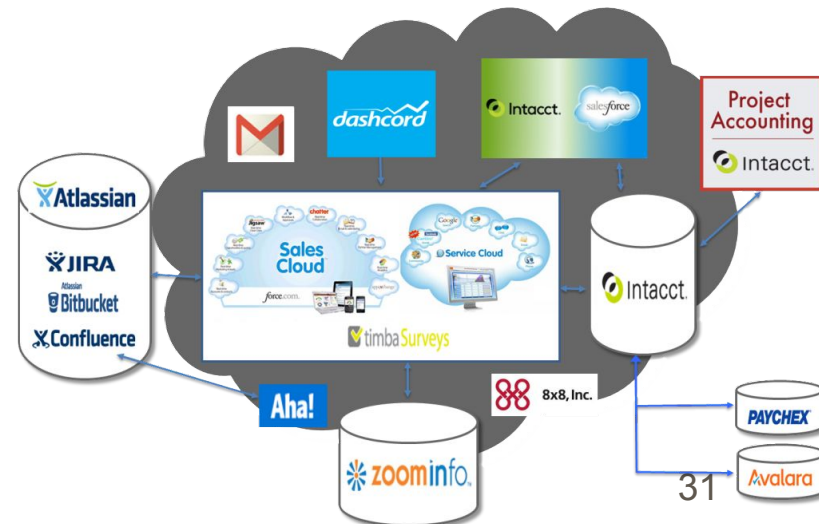 dashcord
Intacct.
salesforce
Project
Accounting
Intacct.
Atlassian
JIRA
Atlassian
Bitbucket
Confluence
Jigsaw
chatter
Sales
Cloud
force.com
Google
Service Cloud
timbaSurveys
Intacct.
Aha!
8x8, Inc.
zoominfo
PAYCHEX
Avalara
31